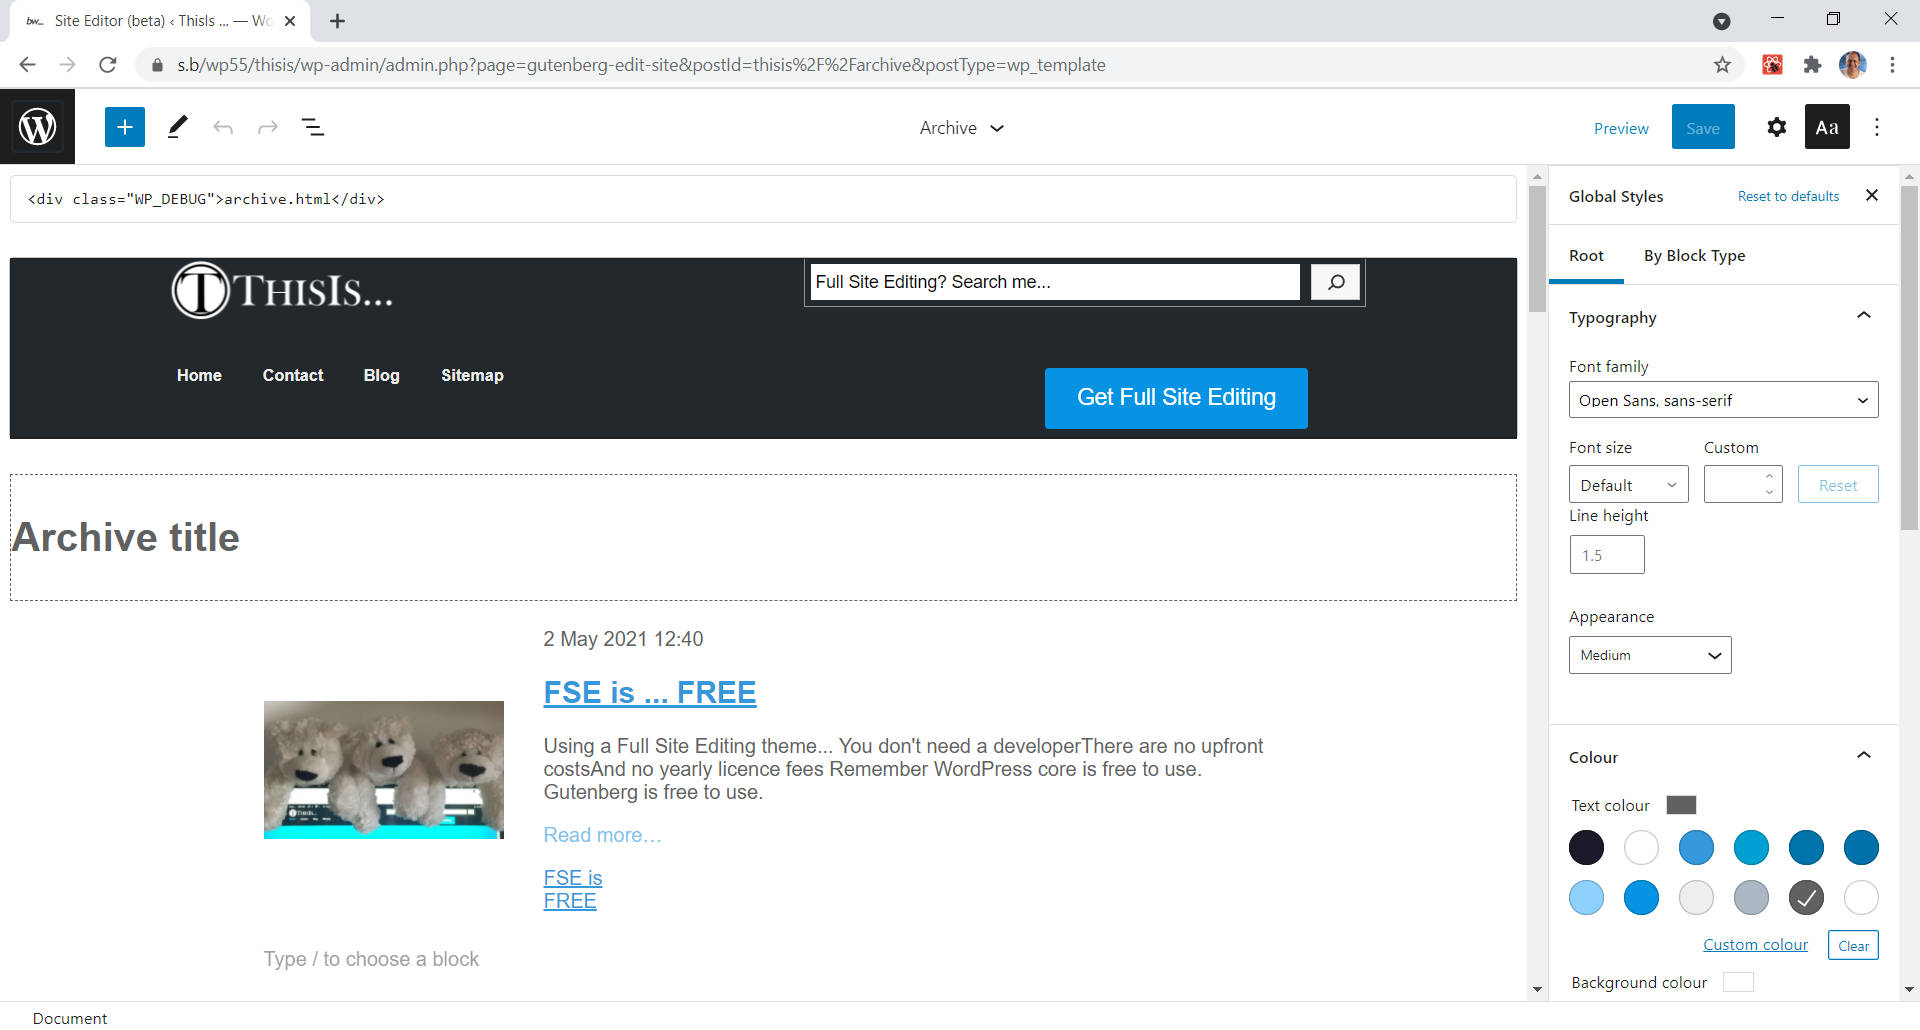 bw_ Site Editor (beta) ‹ ThisIs ... — Wo
s.b/wp55/thisis/wp-admin/admin.php?page=gutenberg-edit-site&postId=thisis%2F%2Farchive&postType=wp_template
Archive
Preview
Save
Aa
<div class="WP_DEBUG">archive.html</div>
Global Styles
Reset to defaults
Root
By Block Type
THISIS...
Full Site Editing? Search me...
Home
Contact
Blog
Sitemap
Get Full Site Editing
Typography
Font family
Open Sans, sans-serif
Font size
Custom
Default
Reset
Line height
1.5
Appearance
Medium
Archive title
2 May 2021 12:40
FSE is ... FREE
Using a Full Site Editing theme... You don't need a developerThere are no upfront
costsAnd no yearly licence fees Remember WordPress core is free to use.
Gutenberg is free to use.
Read more…
FSE is
FREE
Type / to choose a block
Colour
Text colour
Custom colour
Clear
Background colour
Document